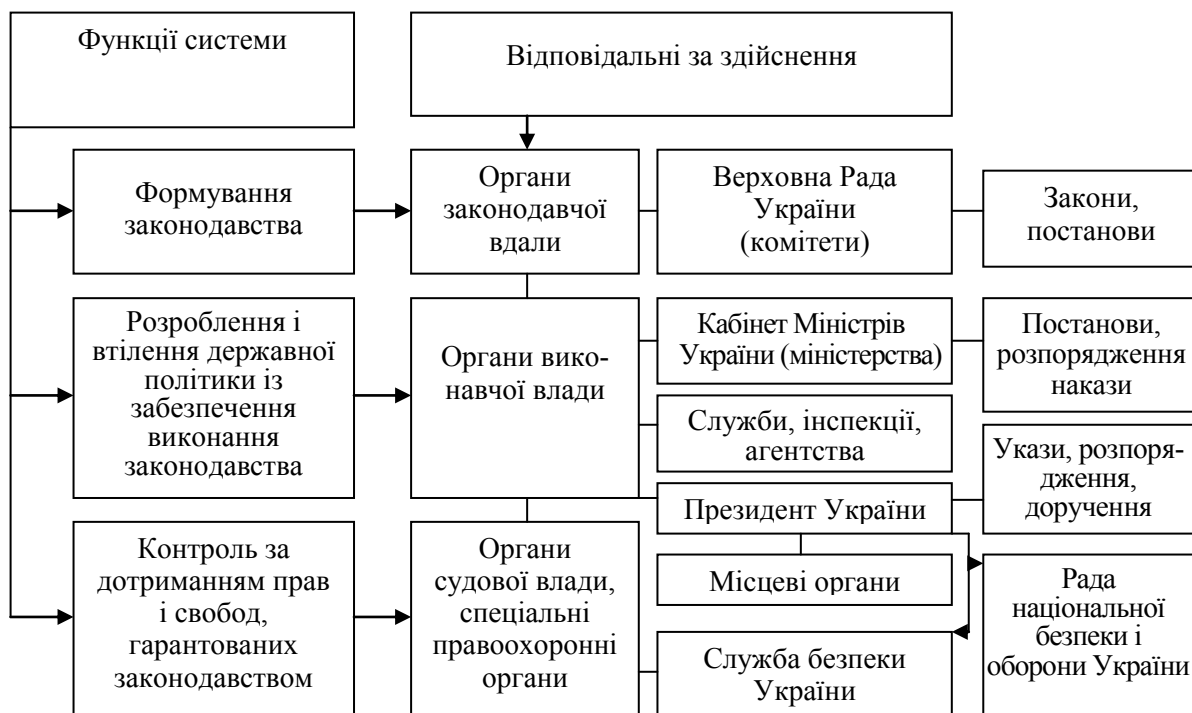 Функції системи
Відповідальні за здійснення
Формування
законодавства
Органи
законодавчої
вдали
Верховна Рада
України
(комітети)
Закони,
постанови
Розроблення і
втілення державної
політики із
забезпечення
виконання
законодавства
Органи вико-
навчої влади
Кабінет Міністрів
України (міністерства)
Постанови,
розпорядження
накази
Служби, інспекції,
агентства
Президент України
Укази, розпоря-
дження,
доручення
Місцеві органи
Контроль за
дотриманням прав
і свобод,
гарантованих
законодавством
Органи
судової влади,
спеціальні
правоохоронні
органи
Служба безпеки
України
Рада
національної
безпеки і
оборони України